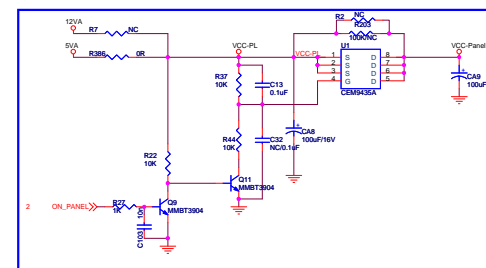 12VA
R7 NC
5VA
R386 0R
VCC-PL
R2 NC
R203
100K/NC
U1
VCC-PL
1 S D 8
2 S D 7
3 S D 6
4 G D 5
CEM9435A
VCC-Panel
CA9
100uF
R37
10K
C13
0.1uF
R44
10K
C32
NC/0.1uF
CA8
100uF/16V
R22
10K
Q11
MMBT3904
2 ON_PANEL
R27
1K
C103 10n
Q9
MMBT3904